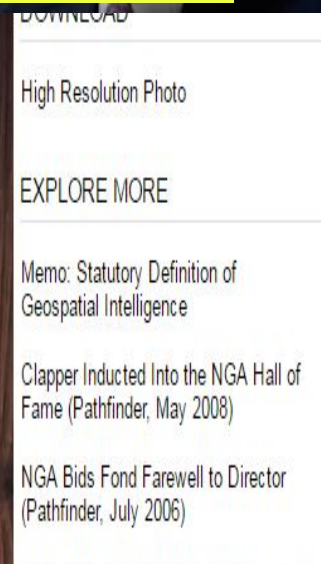 DOWNLOAD
High Resolution Photo
EXPLORE MORE
Memo: Statutory Definition of
Geospatial Intelligence
Clapper Inducted Into the NGA Hall of
Fame (Pathfinder, May 2008)
NGA Bids Fond Farewell to Director
(Pathfinder, July 2006)